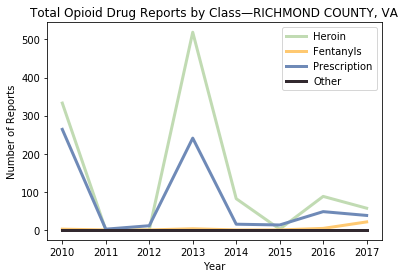 Total Opioid Drug Reports by Class—RICHMOND COUNTY, VA
Heroin
Fentanyls
Prescription
Other
Number of Reports
500
400
300
200
100
0
2010 2011 2012 2013 2014 2015 2016 2017
Year